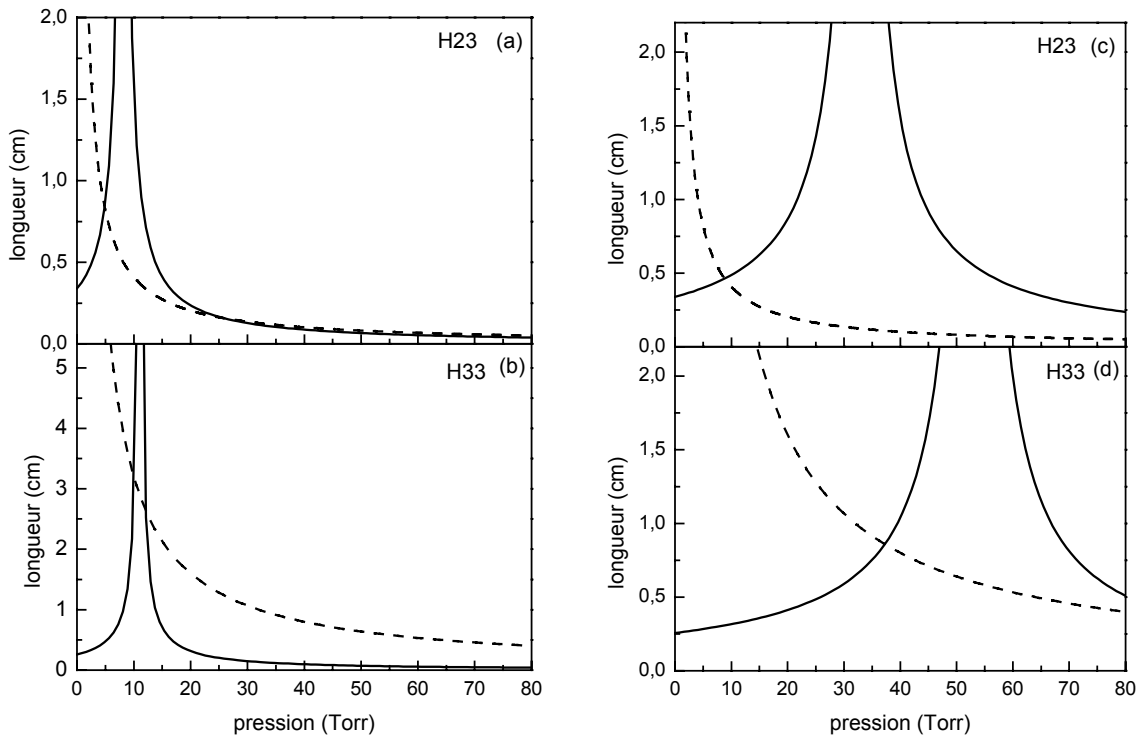 H23 (a)
2,0
1,5
1,0
0,5
0,0
longueur (cm)
H33 (b)
5
4
3
2
1
0
longueur (cm)
0 10 20 30 40 50 60 70 80
pression (Torr)
H23 (c)
2,0
1,5
1,0
0,5
0,0
longueur (cm)
H33 (d)
2,0
1,5
1,0
0,5
0,0
longueur (cm)
0 10 20 30 40 50 60 70 80
pression (Torr)